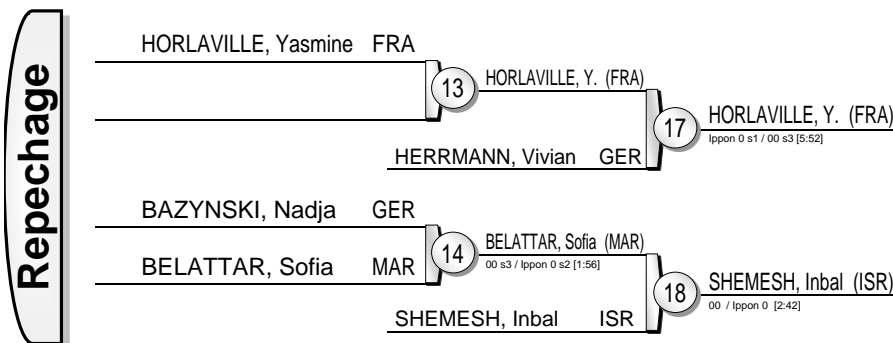 Repechage
HORLAVILLE, Yasmine FRA
13
HORLAVILLE, Y. (FRA)
HERRMANN, Vivian GER
17
HORLAVILLE, Y. (FRA)
Ippon 0 s1 / 00 s3 [5:52]
BAZYNSKI, Nadja GER
BELATTAR, Sofia MAR
14
BELATTAR, Sofia (MAR)
00 s3 / Ippon 0 s2 [1:56]
SHEMESH, Inbal ISR
18
SHEMESH, Inbal (ISR)
00 / Ippon 0 [2:42]